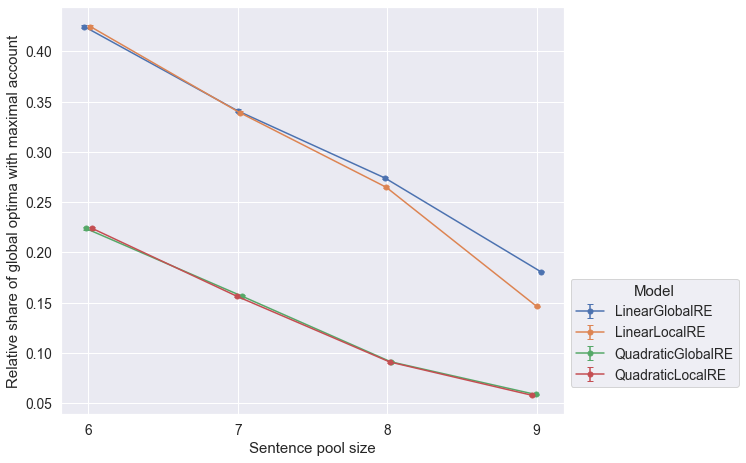 Relative share of global optima with maximal account
0.40
0.35
0.30
0.25
0.20
0.15
0.10
0.05
6 7 8 9
Sentence pool size
Model
LinearGlobalRE
LinearLocalRE
QuadraticGlobalRE
QuadraticLocalRE